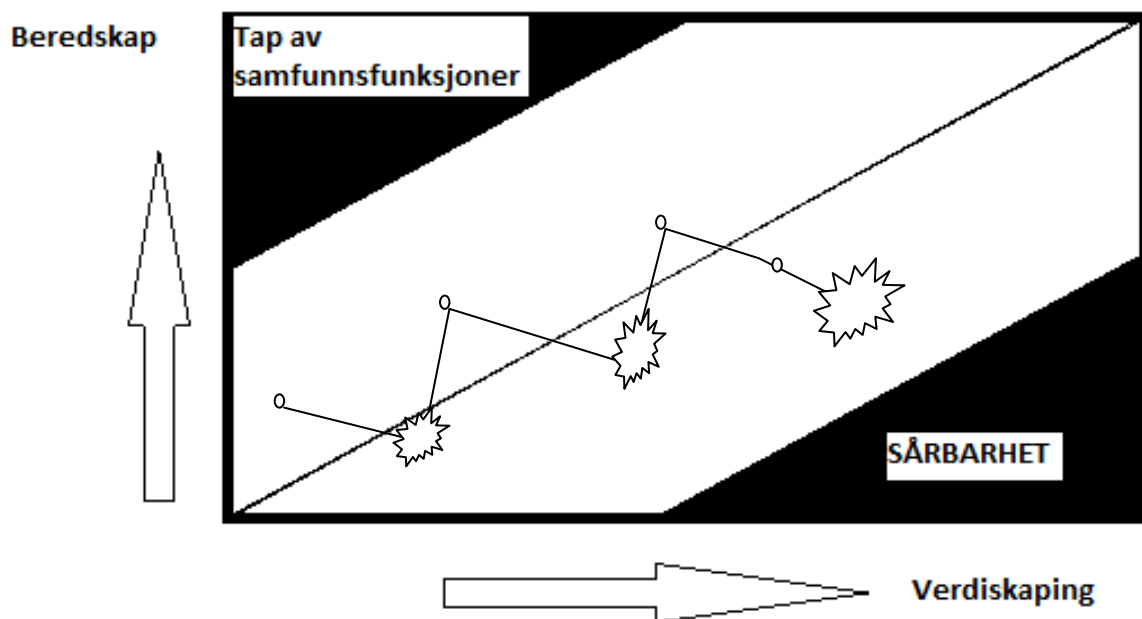 Beredskap
Tap av
samfunnsfunksjoner
SÅRBARHET
Verdiskaping